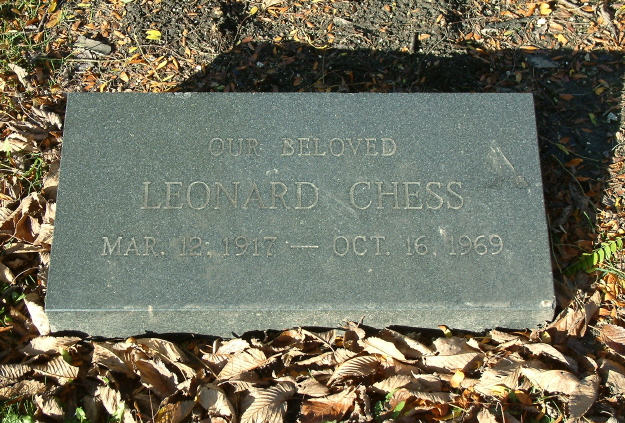 OUR BELOVED
LEONARD CHESS
MAR. 12, 1917 — OCT. 16, 1969